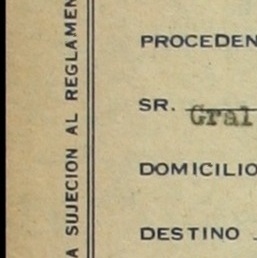 A SUJECION AL REGLAMEN
PROCEDEN
SR. Gral
DOMICILIO
DESTINO